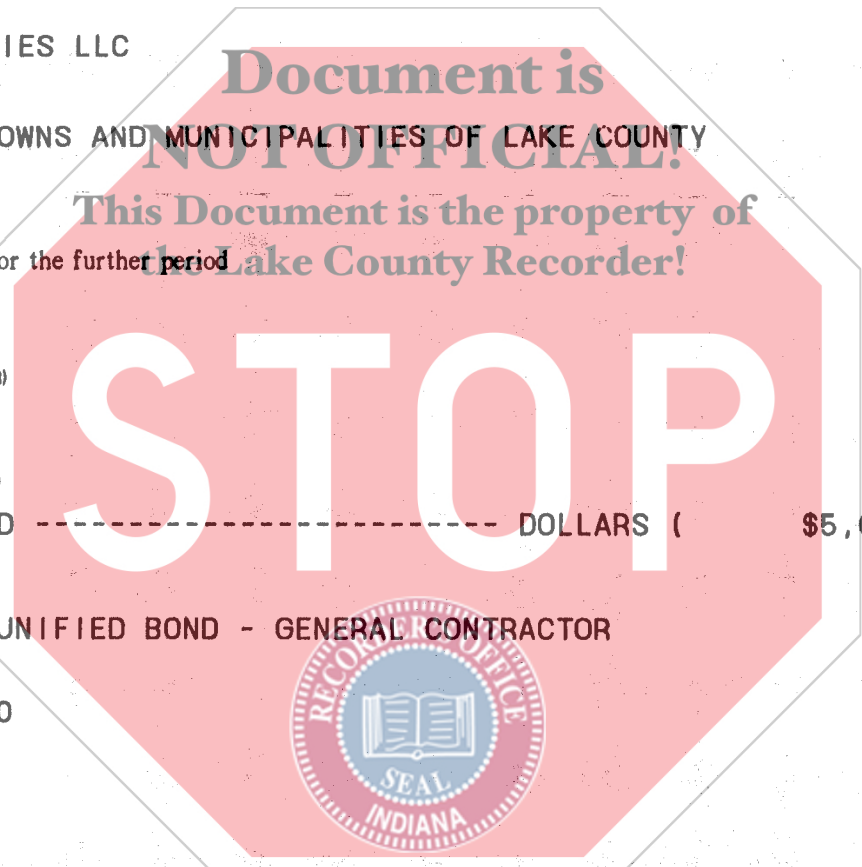 IES LLC
Document is
OWNS AND MUNICIPALITIES OF LAKE COUNTY
NOT OFFICIAL!
This Document is the property of
or the further period
the Lake County Recorder!
STOP
D -------------------------- DOLLARS ( $5,
UNIFIED BOND - GENERAL CONTRACTOR
RECORDER OFFICE
SEAL
INDIANA